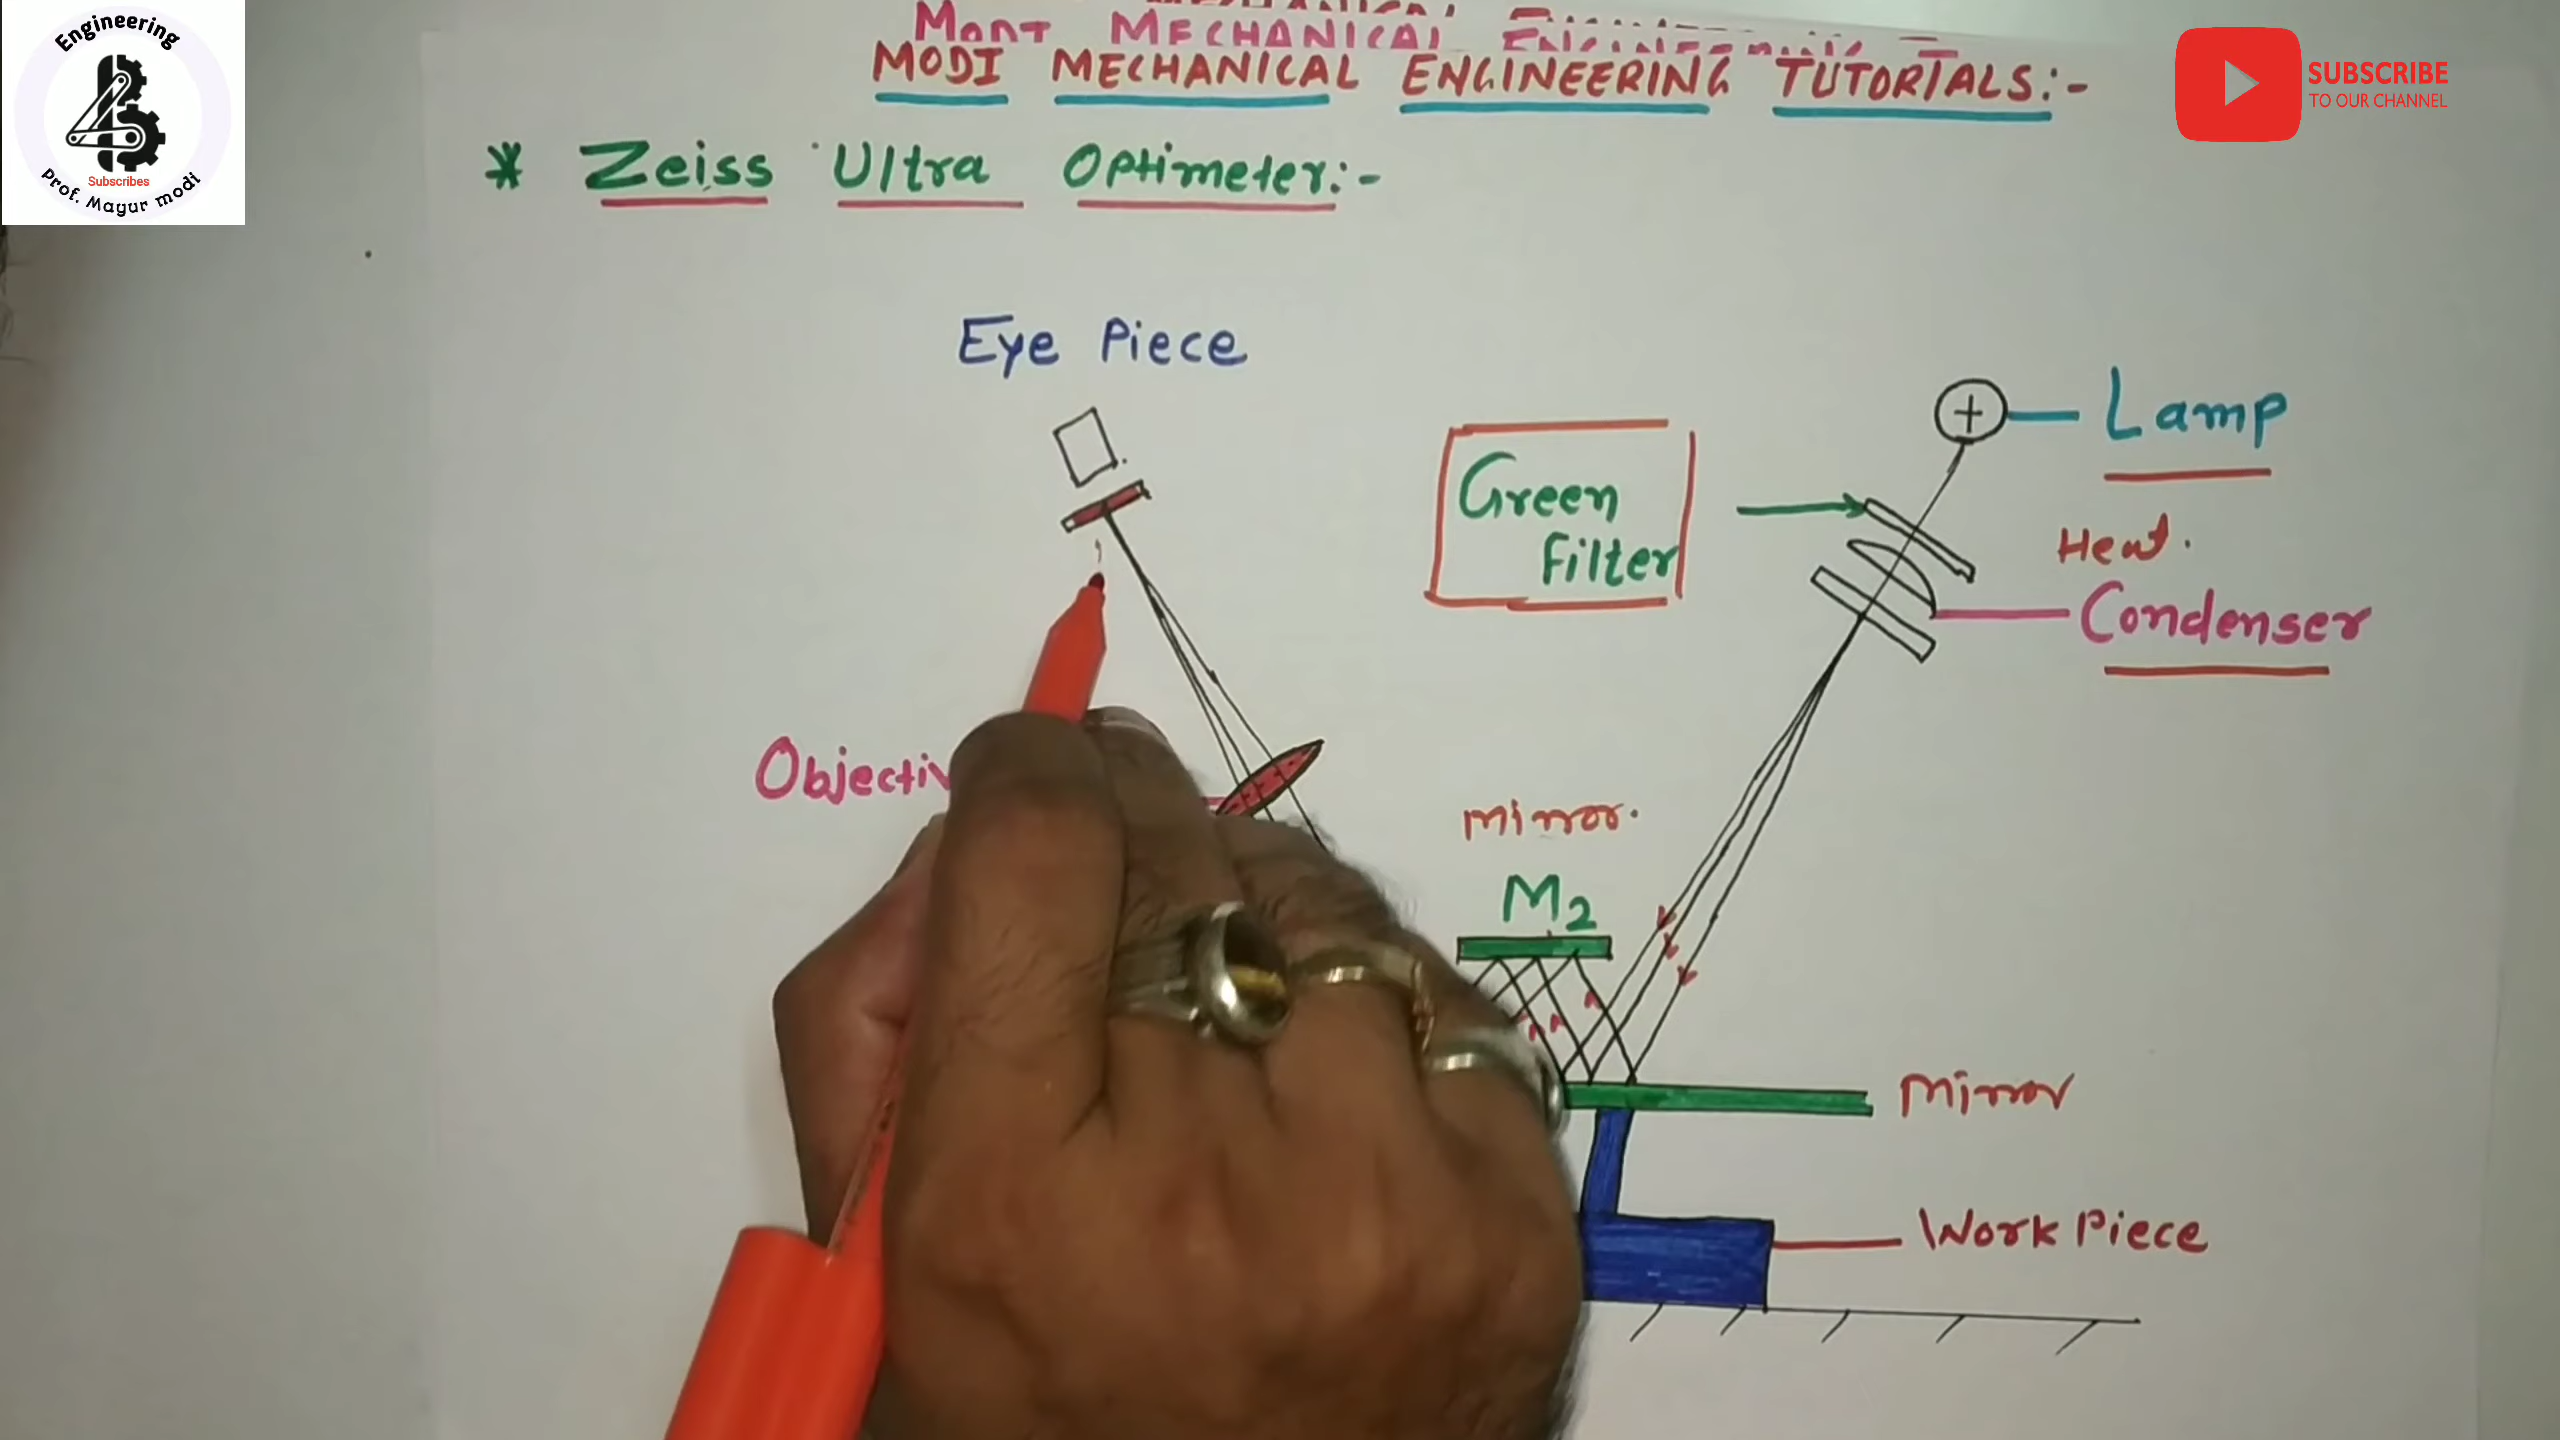 Engineering
Subscribes
Prof. Mayur modi
MODI MECHANICAL ENGINEERING TUTORIALS:-
SUBSCRIBE
TO OUR CHANNEL
* Zeiss Ultra Optimeter:-
Eye Piece
Lamp
Green
Filter
Heat.
Condenser
Objectiv
Mirror.
M2
Mirror
Work Piece